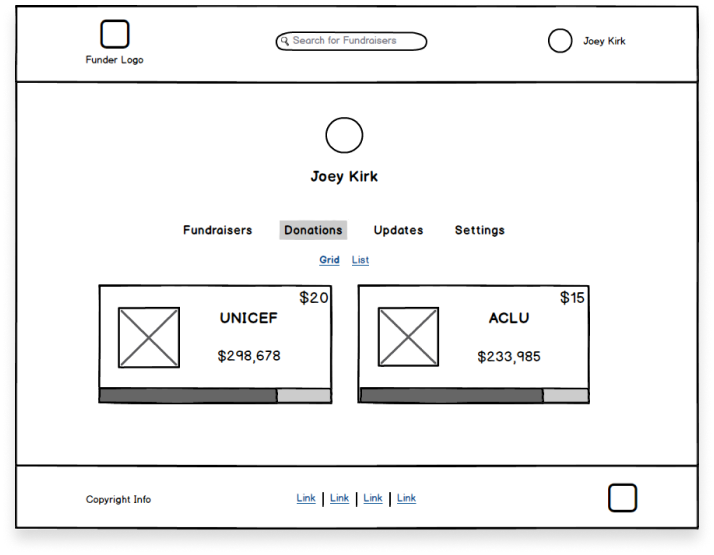 Funder Logo
Search for Fundraisers
Joey Kirk
Joey Kirk
Fundraisers Donations Updates Settings
Grid List
$20
UNICEF
$298,678
$15
ACLU
$233,985
Copyright Info
Link | Link | Link | Link